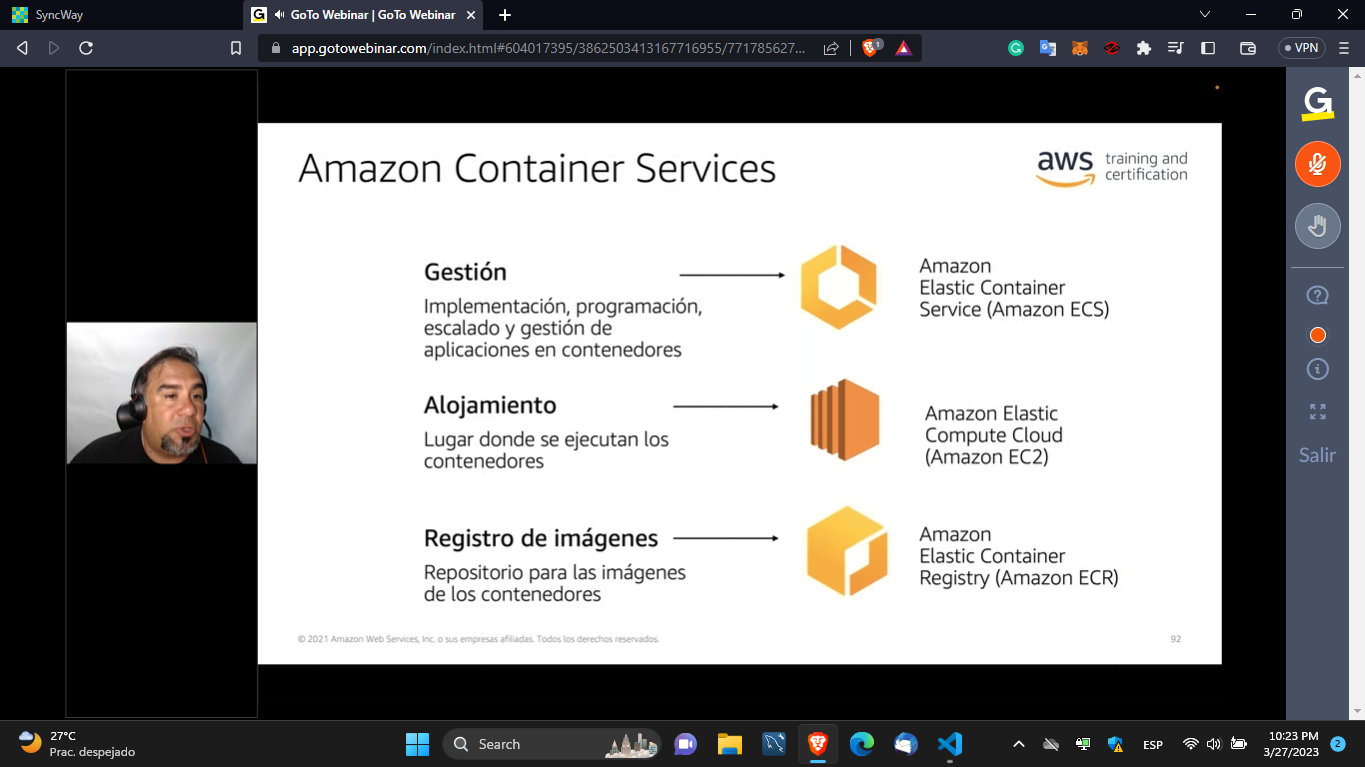 SyncWay
GoTo Webinar | GoTo Webinar
app.gotowebinar.com/index.html#604017395/3862503413167716955/771785627...
1
VPN
Amazon Container Services
aws training and
certification
Gestión
Implementación, programación,
escalado y gestión de
aplicaciones en contenedores
Amazon
Elastic Container
Service (Amazon ECS)
Alojamiento
Lugar donde se ejecutan los
contenedores
Amazon Elastic
Compute Cloud
(Amazon EC2)
Registro de imágenes
Repositorio para las imágenes
de los contenedores
Amazon
Elastic Container
Registry (Amazon ECR)
© 2021 Amazon Web Services, Inc. o sus empresas afiliadas. Todos los derechos reservados.
92
Salir
27°C
Prac. despejado
Search
ESP
10:23 PM
3/27/2023
2